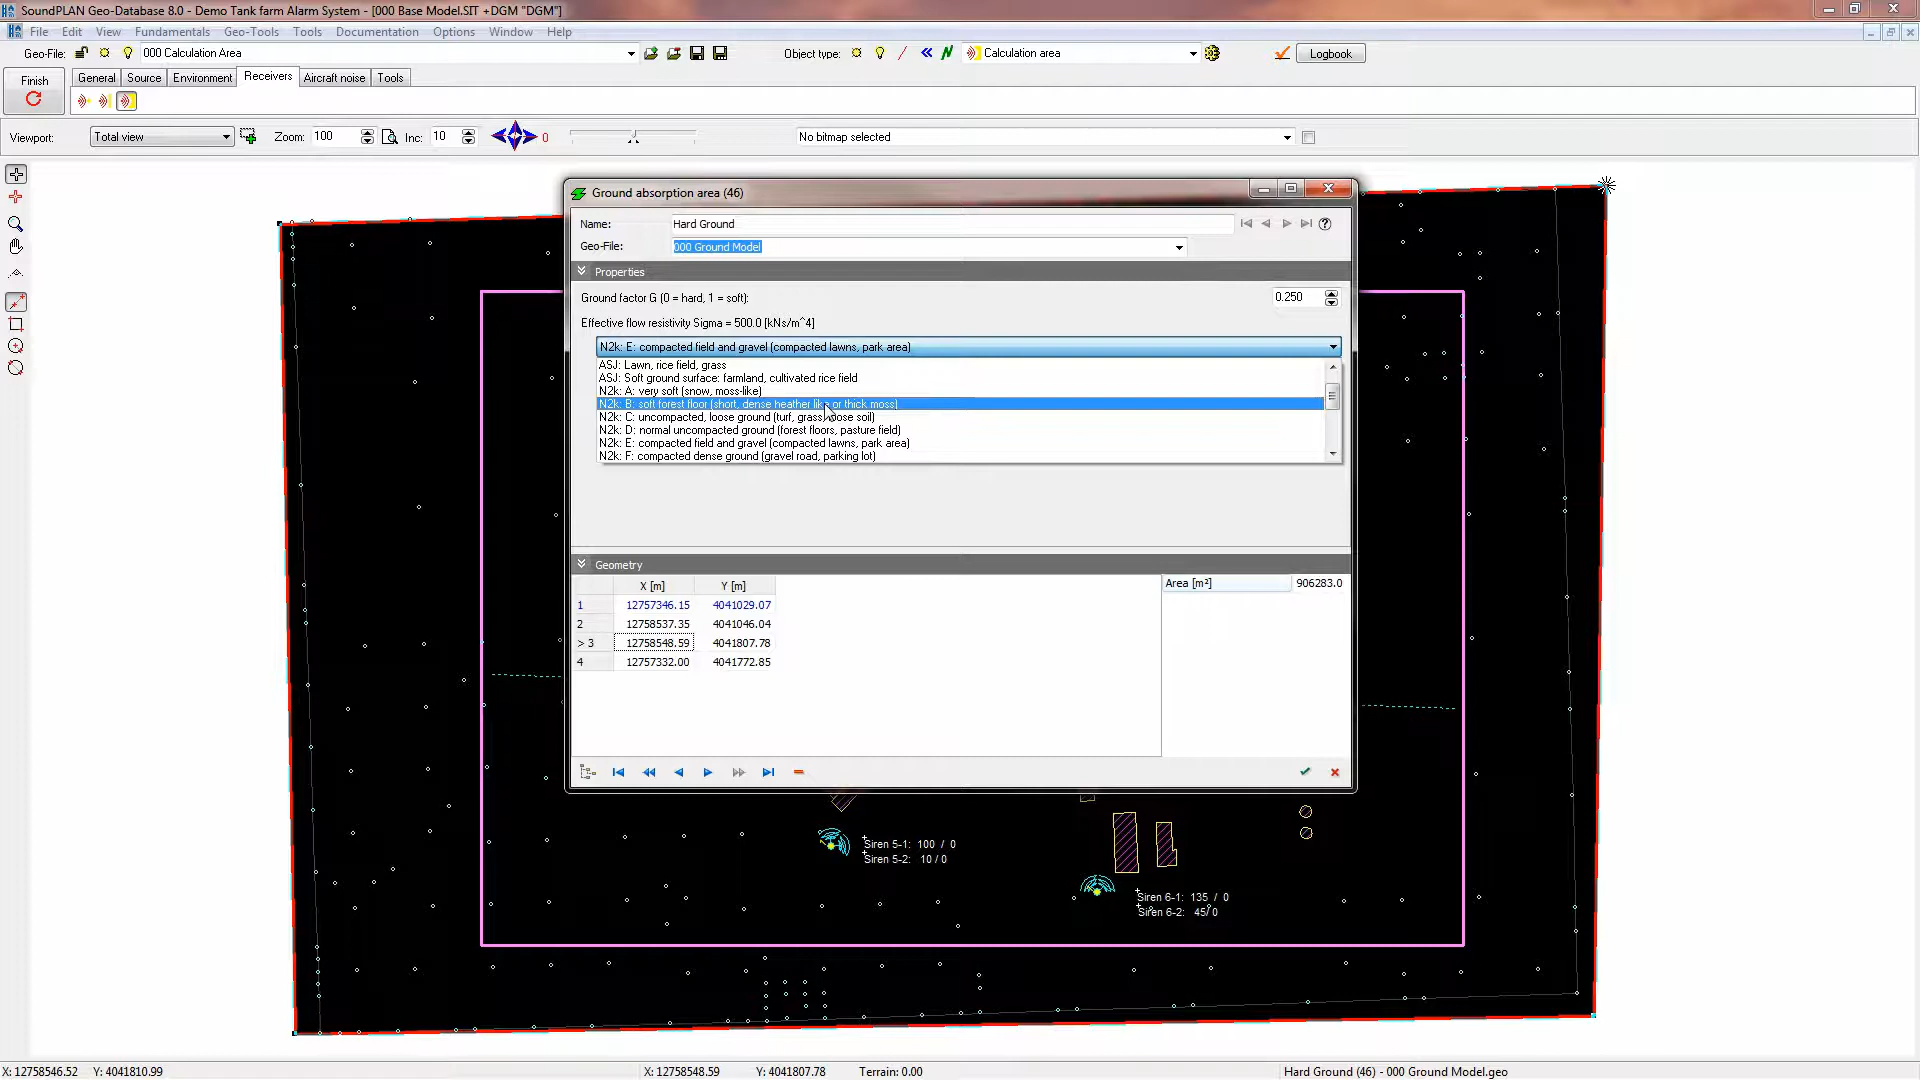 SoundPLAN Geo-Database 8.0 - Demo Tank farm Alarm System - [000 Base Model.SIT +DGM "DGM"]
File Edit View Fundamentals Geo-Tools Tools Documentation Options Window Help
Geo-File: 000 Calculation Area Object type: Calculation area Logbook
Finish General Source Environment Receivers Aircraft noise Tools
Viewport: Total view Zoom: 100 Inc: 10 0 No bitmap selected
Ground absorption area (46)
Name: Hard Ground
Geo-File: 000 Ground Model
Properties
Ground factor G (0 = hard, 1 = soft): 0.250
Effective flow resistivity Sigma = 500.0 [kNs/m^4]
N2k: E: compacted field and gravel (compacted lawns, park area)
ASJ: Lawn, rice field, grass
ASJ: Soft ground surface: farmland, cultivated rice field
N2k: A: very soft (snow, moss-like)
N2k: B: soft forest floor (short, dense heather like or thick moss)
N2k: C: uncompacted, loose ground (turf, grass, loose soil)
N2k: D: normal uncompacted ground (forest floors, pasture field)
N2k: E: compacted field and gravel (compacted lawns, park area)
N2k: F: compacted dense ground (gravel road, parking lot)
Geometry
X [m] Y [m] Area [m²] 906283.0
1 12757346.15 4041029.07
2 12758537.35 4041046.04
> 3 12758548.59 4041807.78
4 12757332.00 4041772.85
Siren 5-1: 100 / 0
Siren 5-2: 10 / 0
Siren 6-1: 135 / 0
Siren 6-2: 45/ 0
X: 12758546.52 Y: 4041810.99 X: 12758548.59 Y: 4041807.78 Terrain: 0.00 Hard Ground (46) - 000 Ground Model.geo